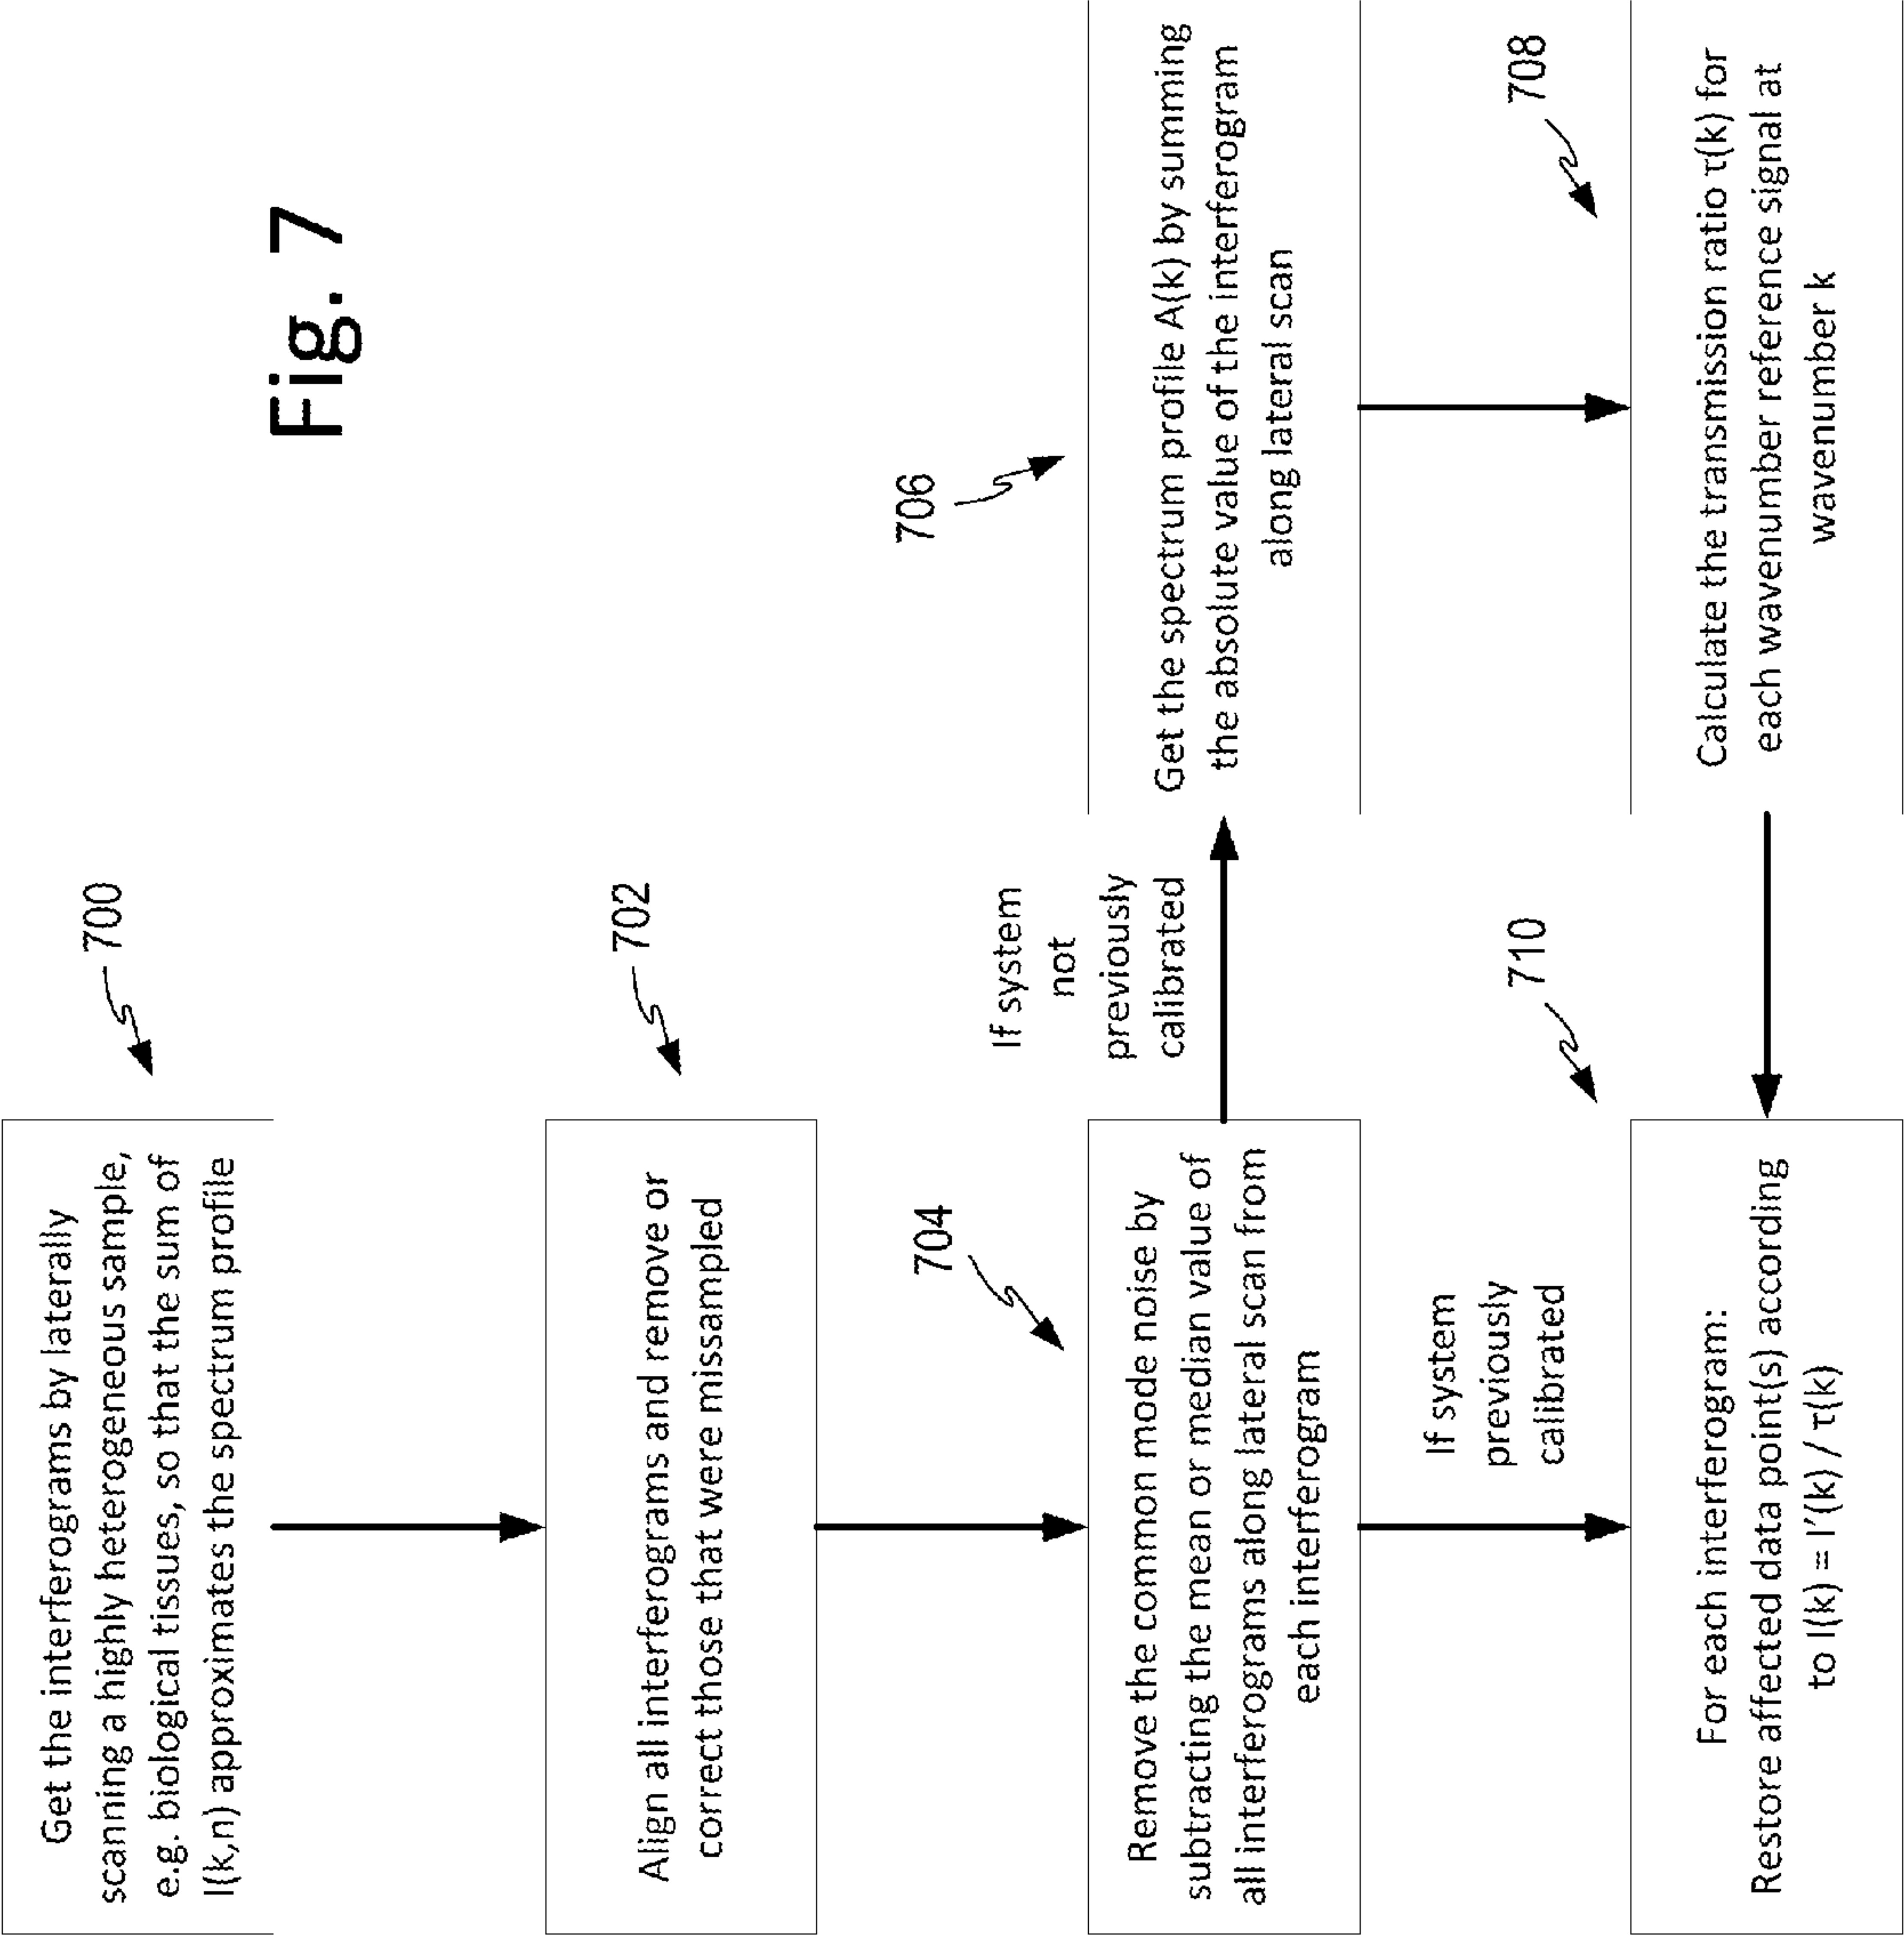 Fig. 7
700
Get the interferograms by laterally
scanning a highly heterogeneous sample,
e.g. biological tissues, so that the sum of
I(k,n) approximates the spectrum profile
702
Align all interferograms and remove or
correct those that were missampled
704
Remove the common mode noise by
subtracting the mean or median value of
all interferograms along lateral scan from
each interferogram
If system
not
previously
calibrated
706
Get the spectrum profile A(k) by summing
the absolute value of the interferogram
along lateral scan
708
Calculate the transmission ratio τ(k) for
each wavenumber reference signal at
wavenumber k
If system
previously
calibrated
710
For each interferogram:
Restore affected data point(s) according
to I(k) = I'(k) / τ(k)